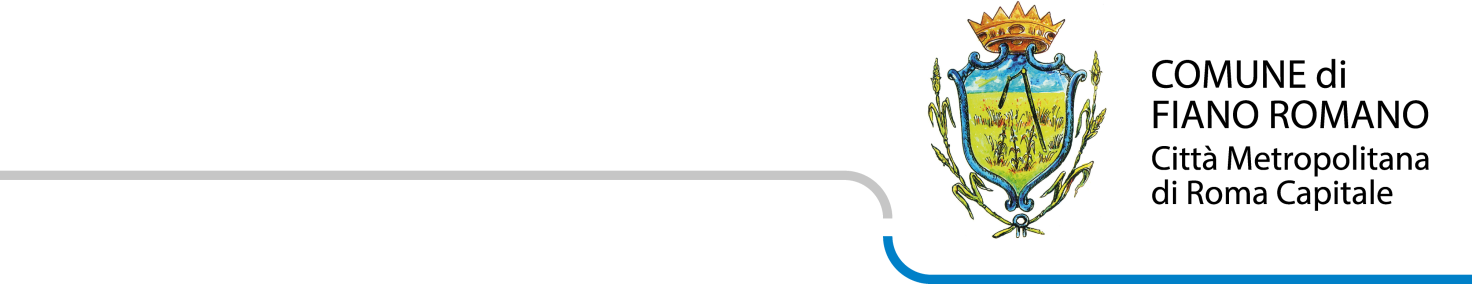 COMUNE di
FIANO ROMANO
Città Metropolitana
di Roma Capitale